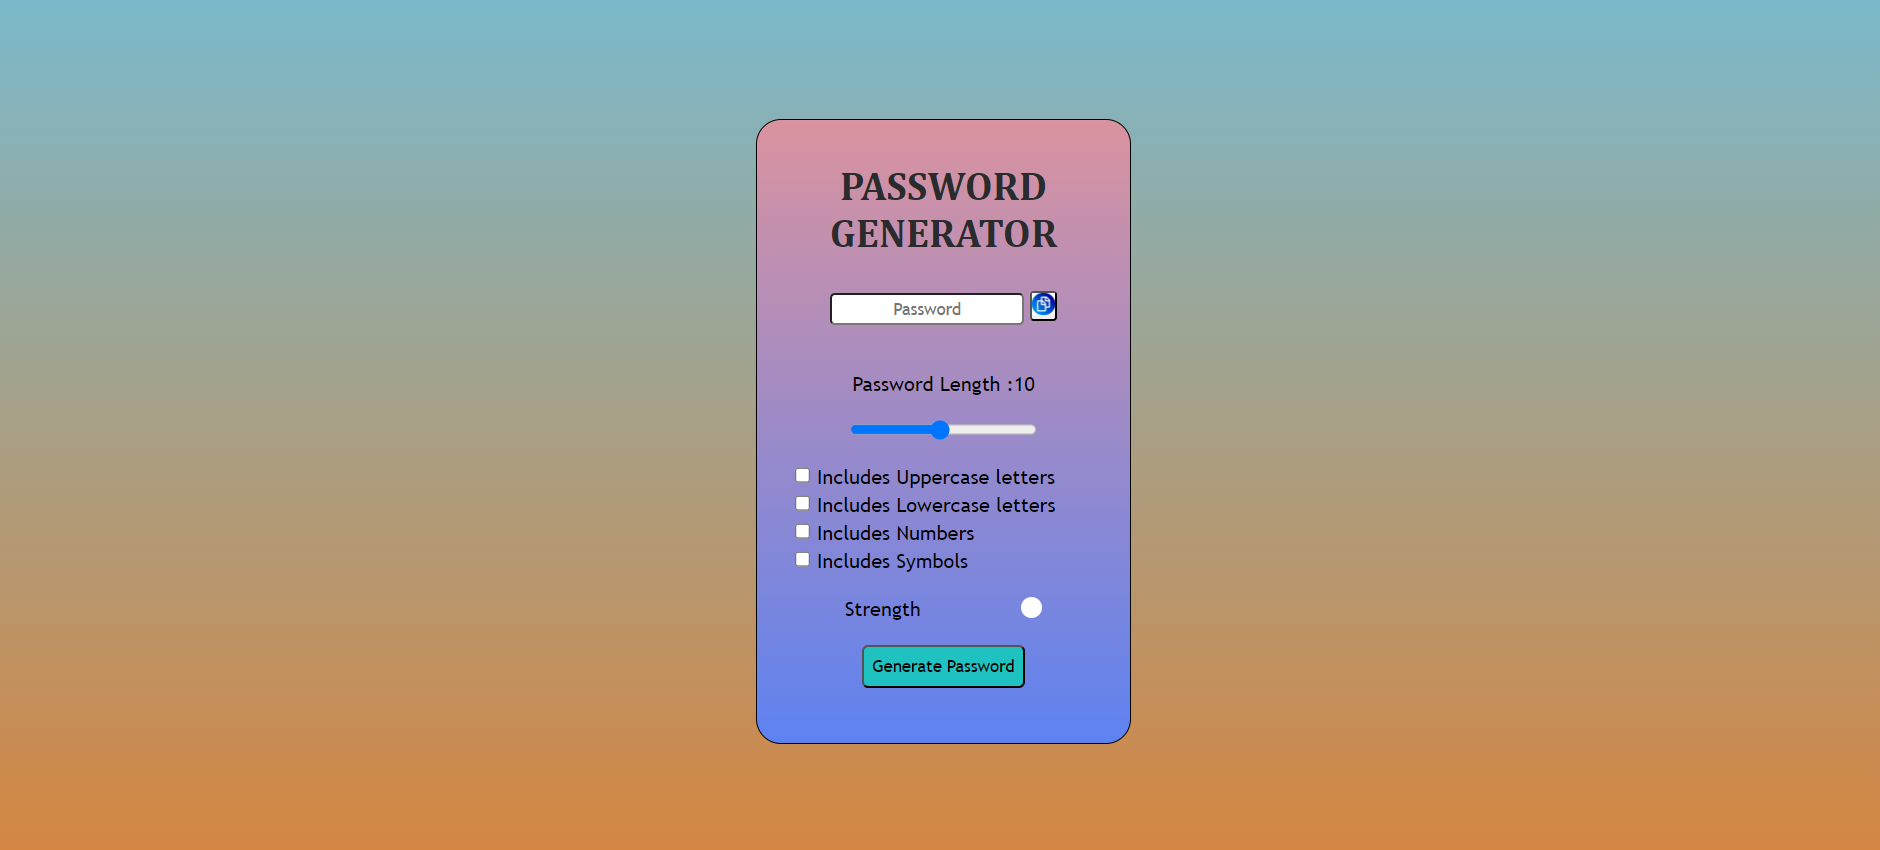 PASSWORD
GENERATOR
Password
Password Length :10
Includes Uppercase letters
Includes Lowercase letters
Includes Numbers
Includes Symbols
Strength
Generate Password